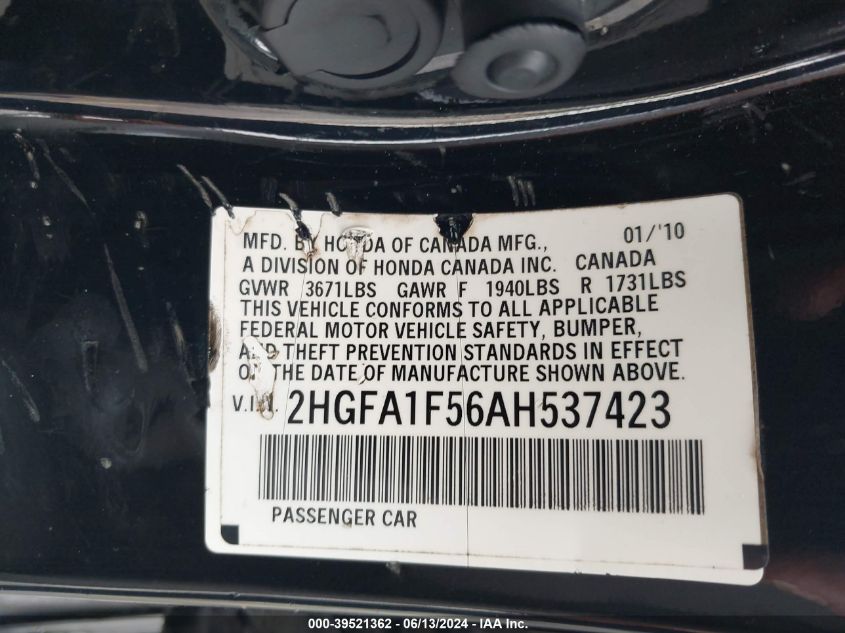 MFD. BY HONDA OF CANADA MFG., 01/'10
A DIVISION OF HONDA CANADA INC. CANADA
GVWR 3671LBS GAWR F 1940LBS R 1731LBS
THIS VEHICLE CONFORMS TO ALL APPLICABLE
FEDERAL MOTOR VEHICLE SAFETY, BUMPER,
AND THEFT PREVENTION STANDARDS IN EFFECT
ON THE DATE OF MANUFACTURE SHOWN ABOVE.
V.I.N. 2HGFA1F56AH537423
PASSENGER CAR
000-39521362 - 06/13/2024 - IAA Inc.